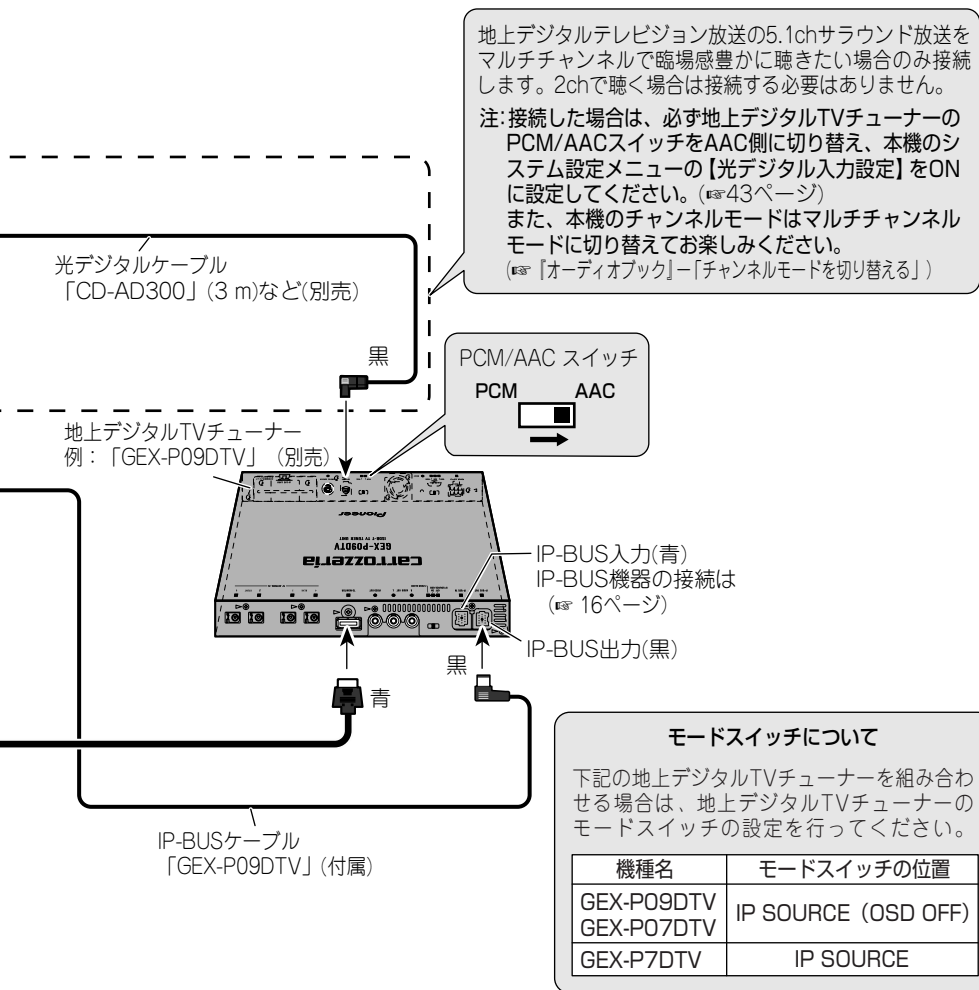 地上デジタルテレビジョン放送の5.1chサラウンド放送を
マルチチャンネルで臨場感豊かに聴きたい場合のみ接続
します。2chで聴く場合は接続する必要はありません。
注:接続した場合は、必ず地上デジタルTVチューナーの
PCM/AACスイッチをAAC側に切り替え、本機のシ
ステム設定メニューの【光デジタル入力設定】をON
に設定してください。(☞43ページ)
また、本機のチャンネルモードはマルチチャンネル
モードに切り替えてお楽しみください。
(☞『オーディオブック』−「チャンネルモードを切り替える」)
光デジタルケーブル
「CD-AD300」(3 m)など(別売)
黒
PCM/AAC スイッチ
PCM AAC
地上デジタルTVチューナー
例:「GEX-P09DTV」(別売)
Pioneer
ISDB-T TV TUNER UNIT
GEX-P09DTV
carrozzeria
IP-BUS入力(青)
IP-BUS機器の接続は
(☞ 16ページ)
IP-BUS出力(黒)
黒
青
IP-BUSケーブル
「GEX-P09DTV」(付属)
モードスイッチについて
下記の地上デジタルTVチューナーを組み合わ
せる場合は、地上デジタルTVチューナーの
モードスイッチの設定を行ってください。
機種名 モードスイッチの位置
GEX-P09DTV
GEX-P07DTV
IP SOURCE(OSD OFF)
GEX-P7DTV IP SOURCE